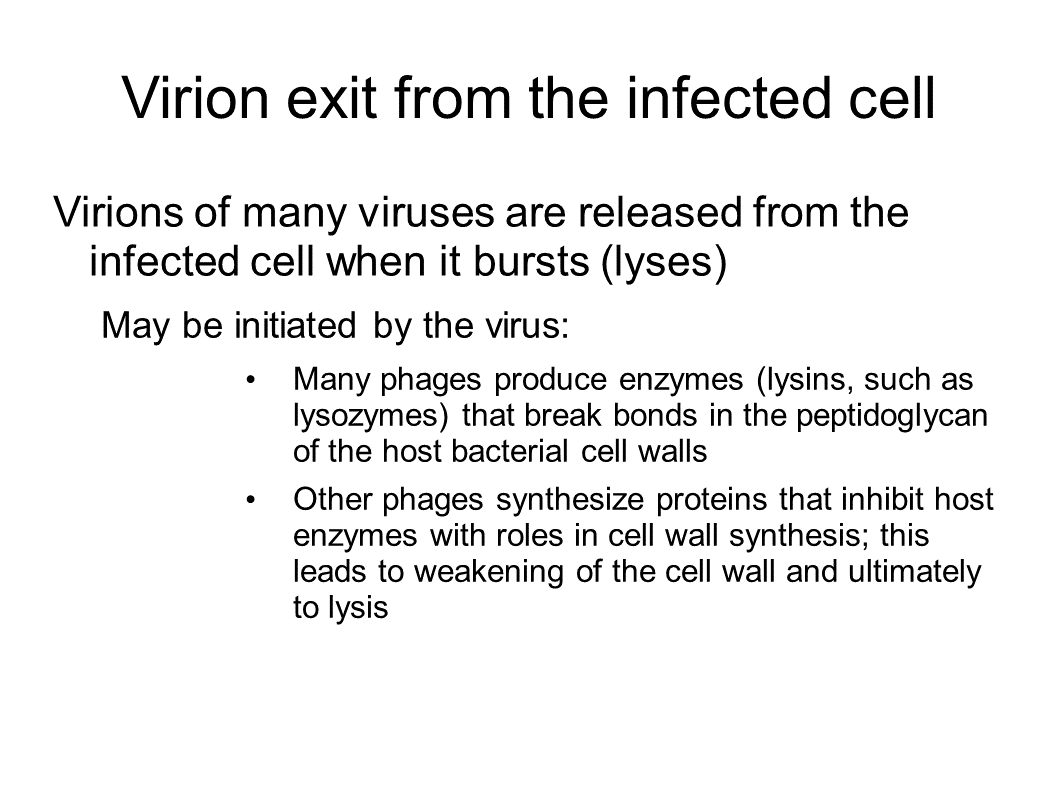 Virion exit from the infected cell
Virions of many viruses are released from the
infected cell when it bursts (lyses)
May be initiated by the virus:
• Many phages produce enzymes (lysins, such as
lysozymes) that break bonds in the peptidoglycan
of the host bacterial cell walls
• Other phages synthesize proteins that inhibit host
enzymes with roles in cell wall synthesis; this
leads to weakening of the cell wall and ultimately
to lysis